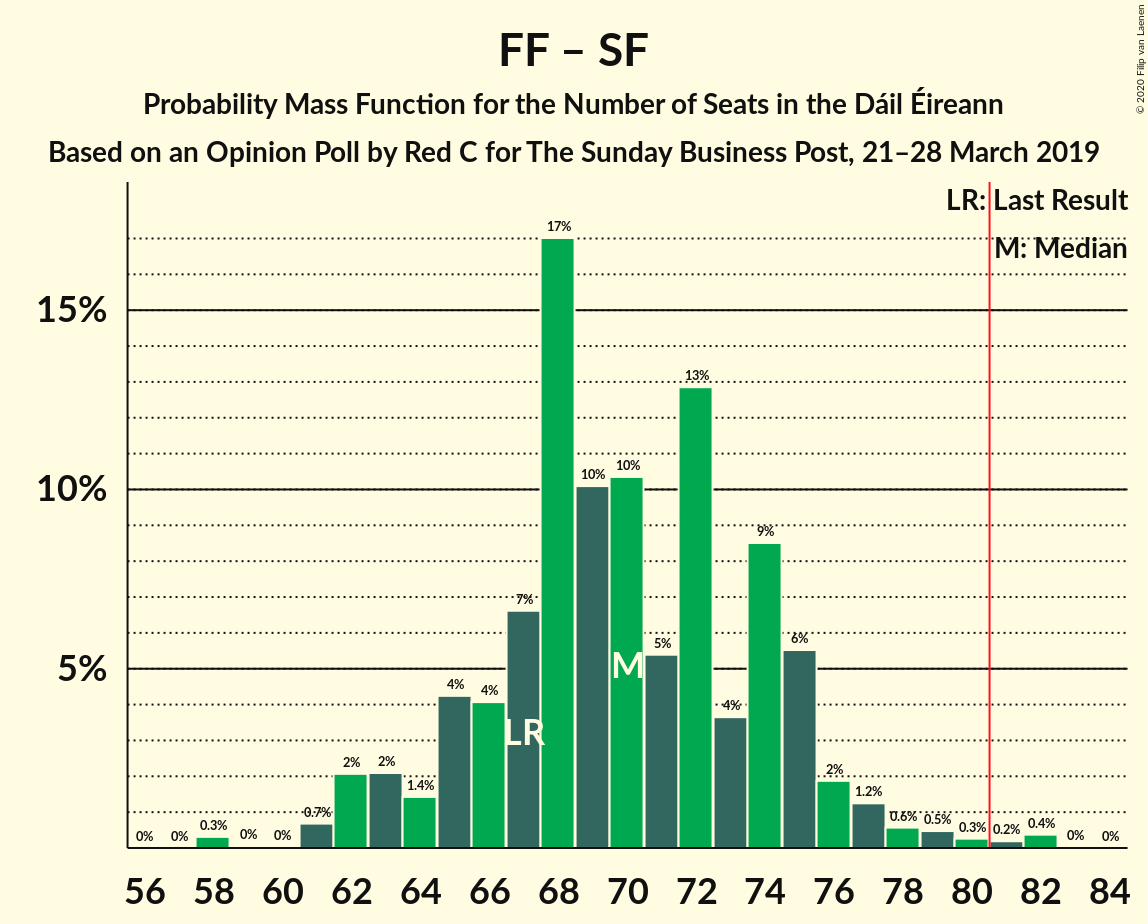 FF – SF
Probability Mass Function for the Number of Seats in the Dáil Éireann
Based on an Opinion Poll by Red C for The Sunday Business Post, 21–28 March 2019
© 2020 Filip van Laenen
LR: Last Result
M: Median
15%
10%
5%
0% 0% 0.3% 0% 0% 0.7% 2% 2% 1.4% 4% 4% 7% 17% 10% 10% 5% 13% 4% 9% 6% 2% 1.2% 0.6% 0.5% 0.3% 0.2% 0.4% 0% 0%
LR
M
56 58 60 62 64 66 68 70 72 74 76 78 80 82 84